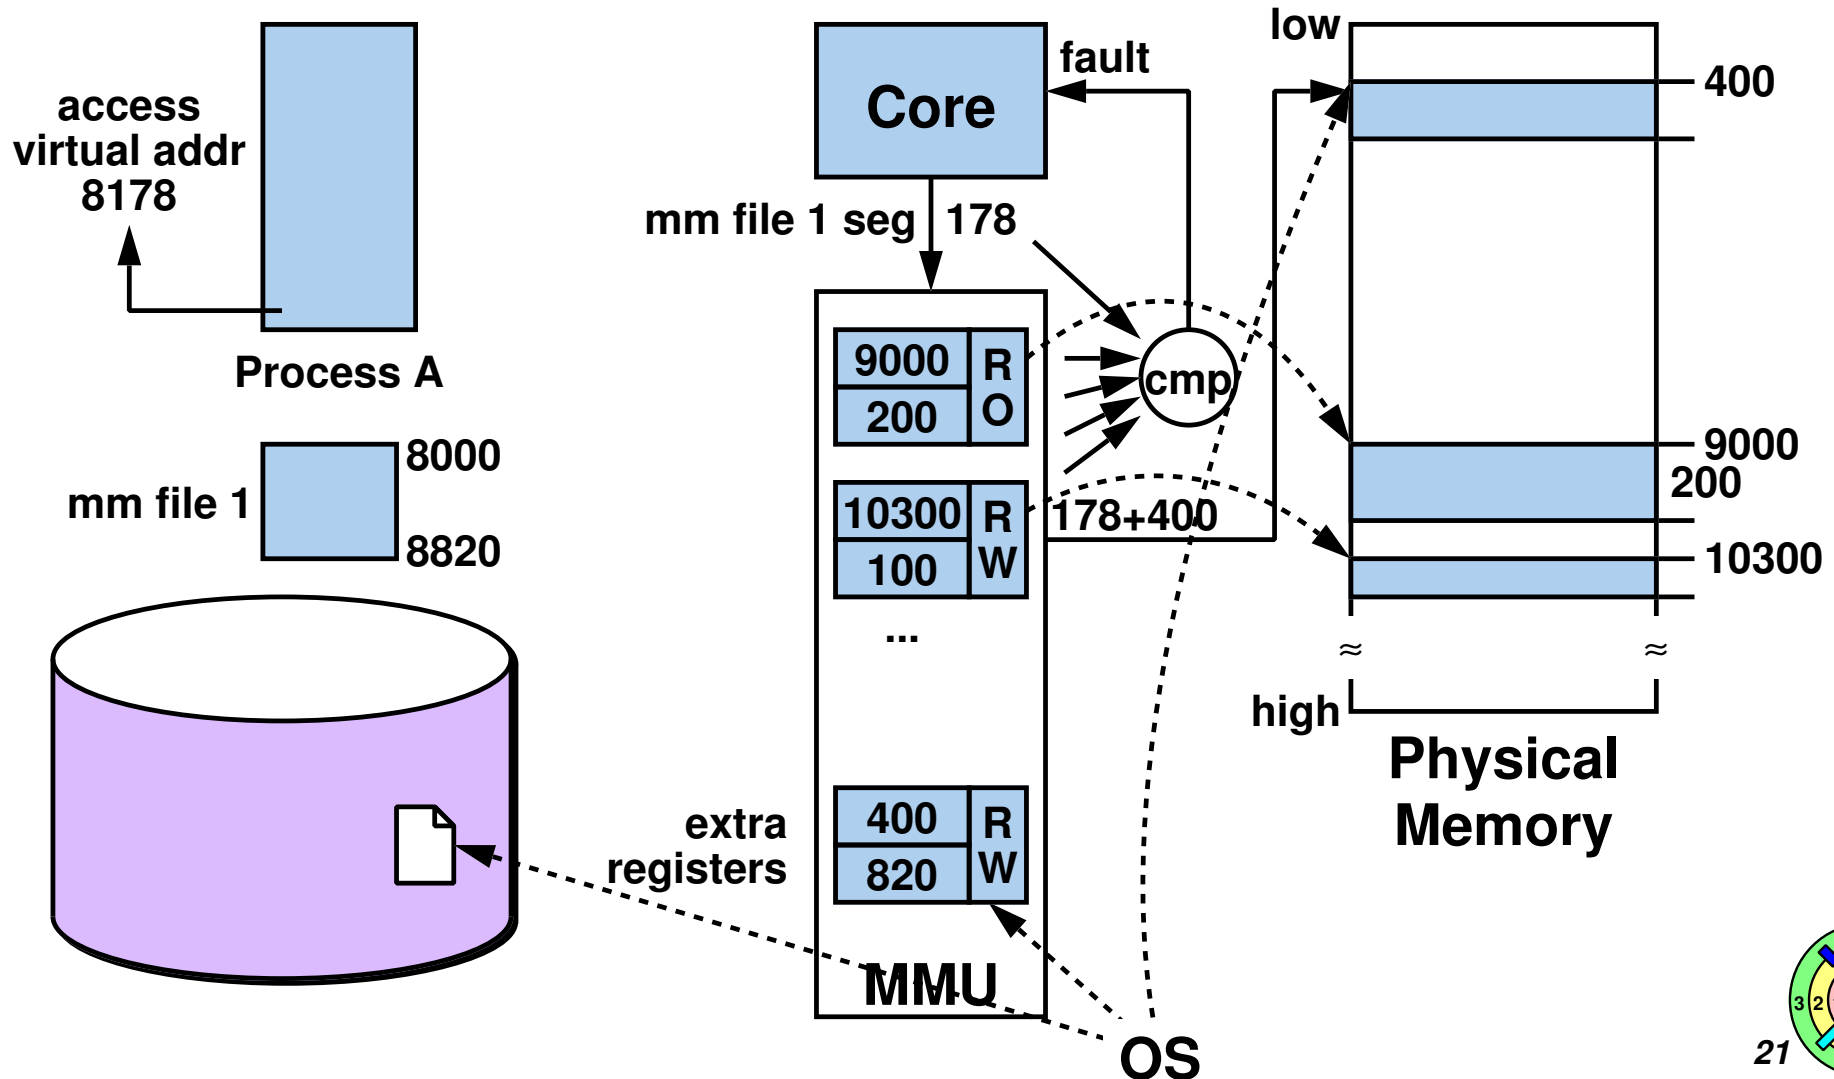 access
virtual addr
8178
Process A
mm file 1
8000
8820
Core
fault
mm file 1 seg
178
9000
200
R
O
10300
100
R
W
...
extra
registers
400
820
R
W
MMU
cmp
178+400
OS
low
400
9000
200
10300
≈ ≈
high
Physical
Memory
3 2
21